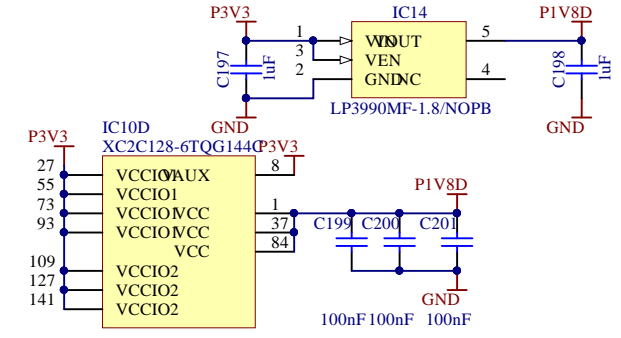 P3V3
IC14
P1V8D
1
VIN
VOUT
5
3
VEN
2
GND
NC
4
C197
1uF
C198
1uF
GND
LP3990MF-1.8/NOPB
GND
IC10D
P3V3
XC2C128-6TQG144C
P3V3
27
VCCIO1
VAUX
8
55
VCCIO1
P1V8D
73
VCCIO1
VCC
1
93
VCCIO1
VCC
37
VCC
84
C199
C200
C201
109
VCCIO2
127
VCCIO2
141
VCCIO2
GND
100nF
100nF
100nF